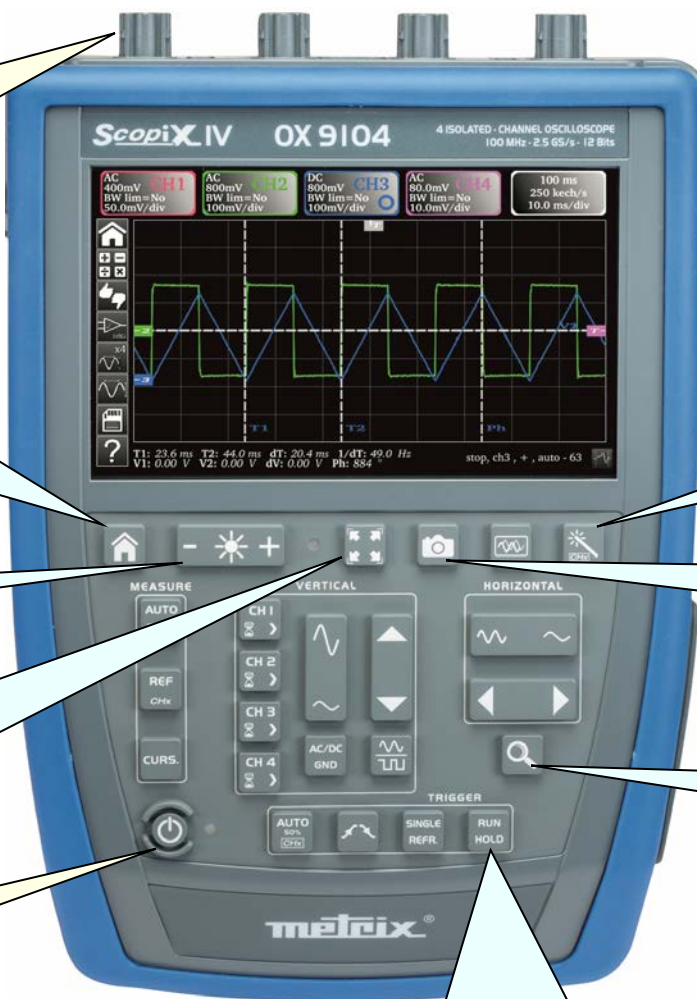 ScopiX IV OX 9104 4 ISOLATED - CHANNEL OSCILLOSCOPE
100 MHz - 2.5 GS/s - 12 Bits
AC
400mV CH1
BW lim=No
50.0mV/div
AC
800mV CH2
BW lim=No
100mV/div
DC
800mV CH3
BW lim=No
100mV/div
AC
80.0mV CH4
BW lim=No
10.0mV/div
100 ms
250 kech/s
10.0 ms/div
x4
T1 T2 Ph
T1: 23.6 ms T2: 44.0 ms dT: 20.4 ms 1/dT: 49.0 Hz
V1: 0.00 V V2: 0.00 V dV: 0.00 V Ph: 884 °
stop, ch3 , + , auto - 63
?
- +
CHx
MEASURE
AUTO
REF
CHx
CURS.
VERTICAL
CH 1
CH 2
CH 3
CH 4
AC/DC
GND
HORIZONTAL
TRIGGER
AUTO
50%
CHx
SINGLE
REFR.
RUN
HOLD
metrix®